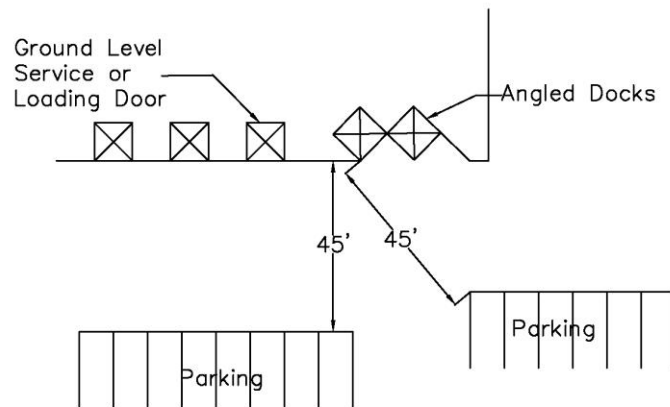 Ground Level
Service or
Loading Door
Angled Docks
45'
45'
Parking
Parking